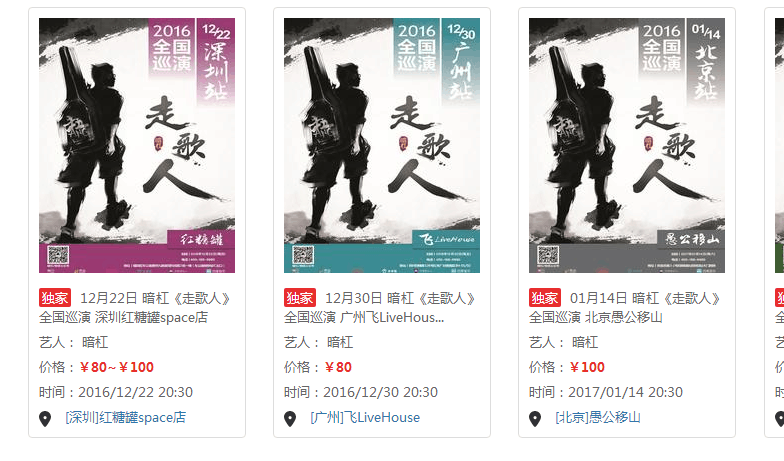 2016
全国
巡演
12/22
深圳站
走歌人
红糖罐
独家 12月22日 暗杠《走歌人》
全国巡演 深圳红糖罐space店
艺人： 暗杠
价格：￥80~￥100
时间：2016/12/22 20:30
[深圳]红糖罐space店
2016
全国
巡演
12/30
广州站
走歌人
飞LiveHouse
独家 12月30日 暗杠《走歌人》
全国巡演 广州飞LiveHous...
艺人： 暗杠
价格：￥80
时间：2016/12/30 20:30
[广州]飞LiveHouse
2016
全国
巡演
01/14
北京站
走歌人
愚公移山
独家 01月14日 暗杠《走歌人》
全国巡演 北京愚公移山
艺人： 暗杠
价格：￥100
时间：2017/01/14 20:30
[北京]愚公移山